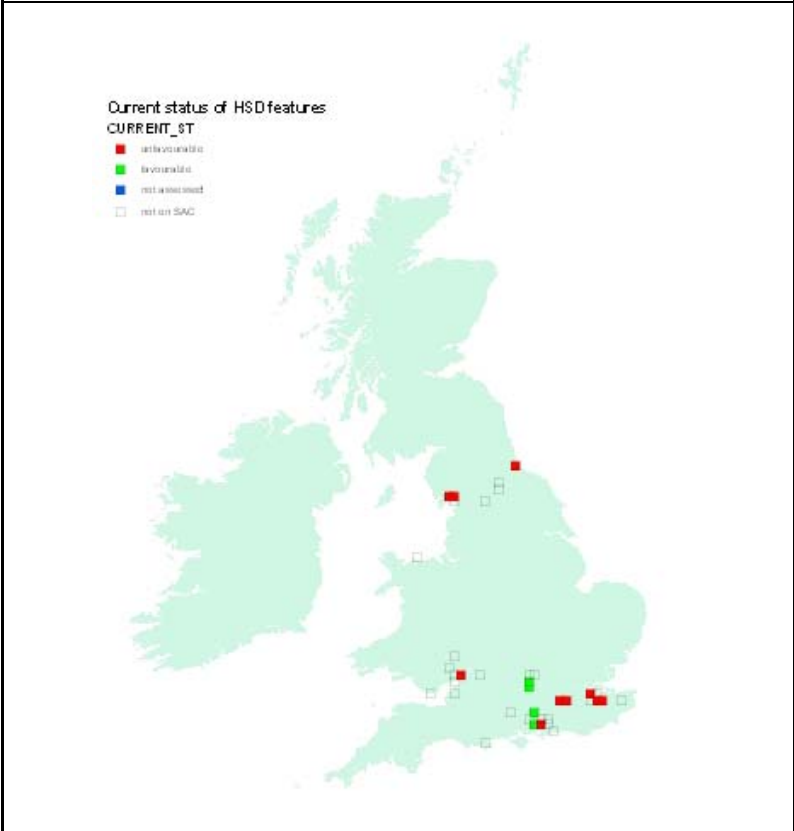 Current status of HSD features
CURRENT_ST
unfavourable
favourable
not assessed
not on SAC